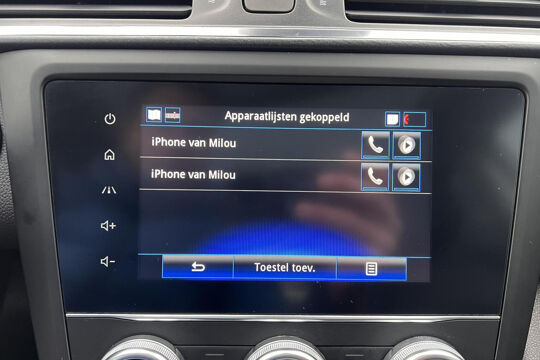 Apparaatlijsten gekoppeld
iPhone van Milou
iPhone van Milou
Toestel toev.